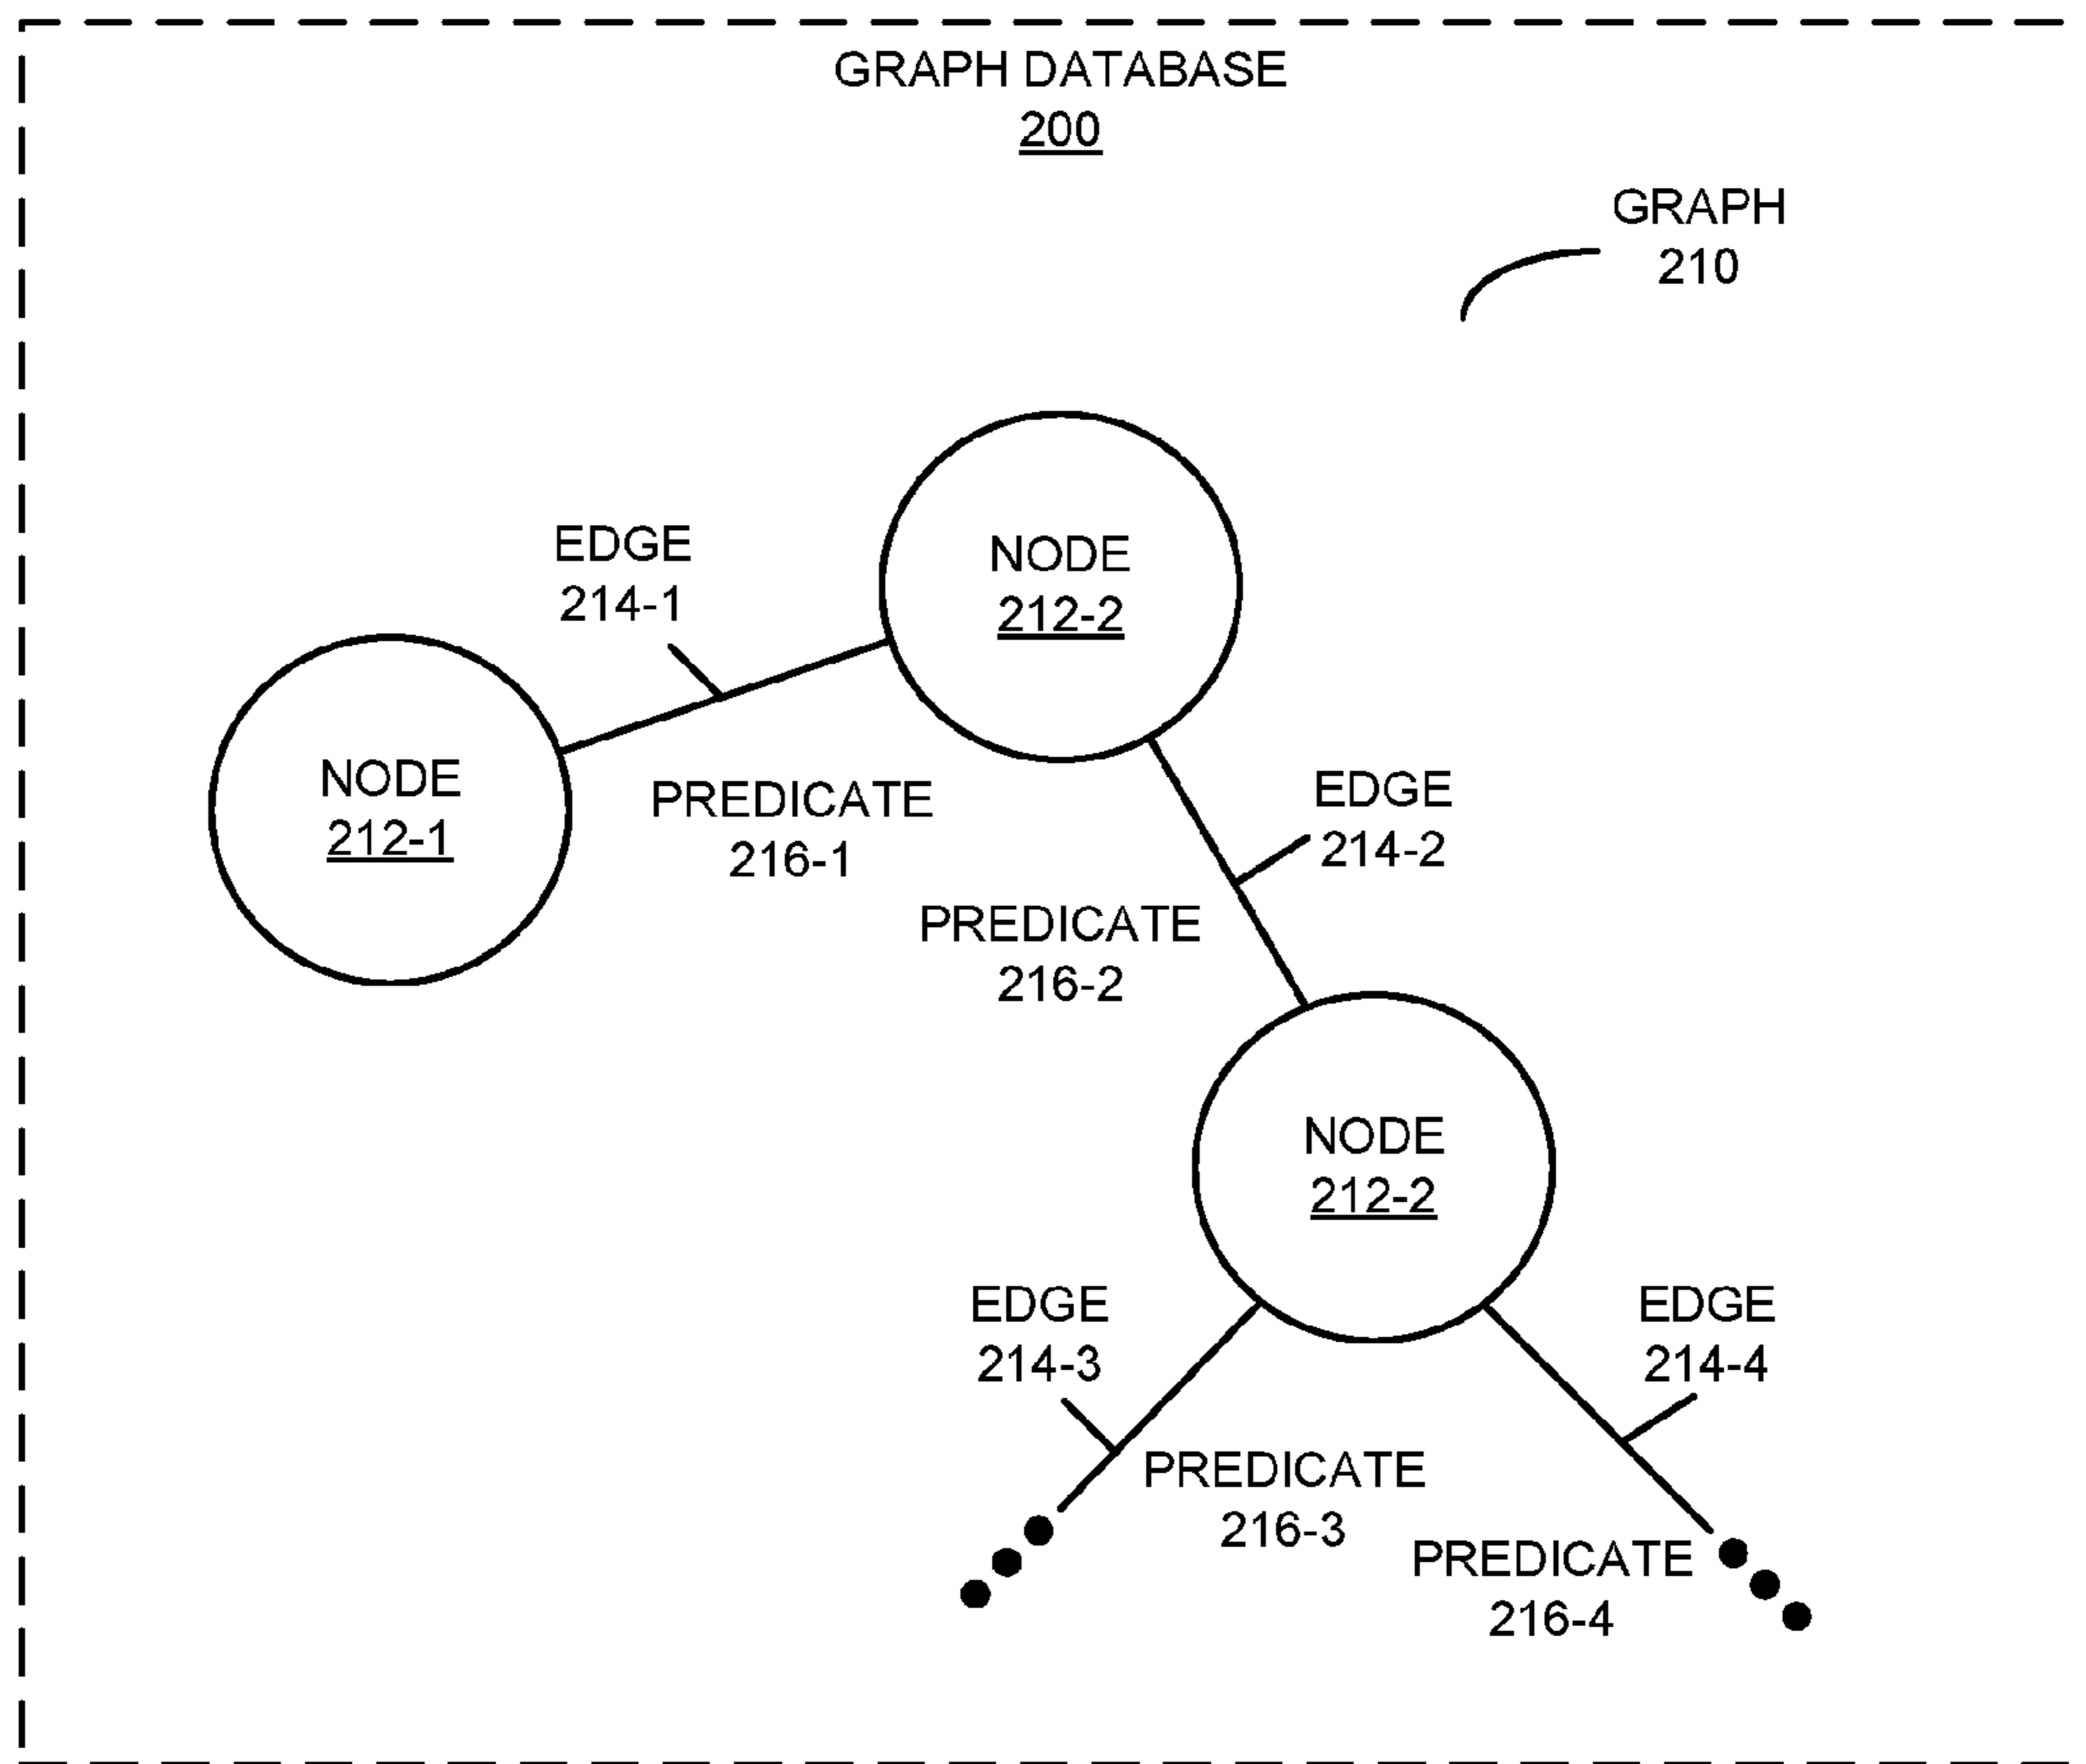 GRAPH DATABASE
200
GRAPH
210
EDGE
214-1
NODE
212-2
NODE
212-1
PREDICATE
216-1
EDGE
214-2
PREDICATE
216-2
NODE
212-2
EDGE
214-3
EDGE
214-4
PREDICATE
216-3
PREDICATE
216-4